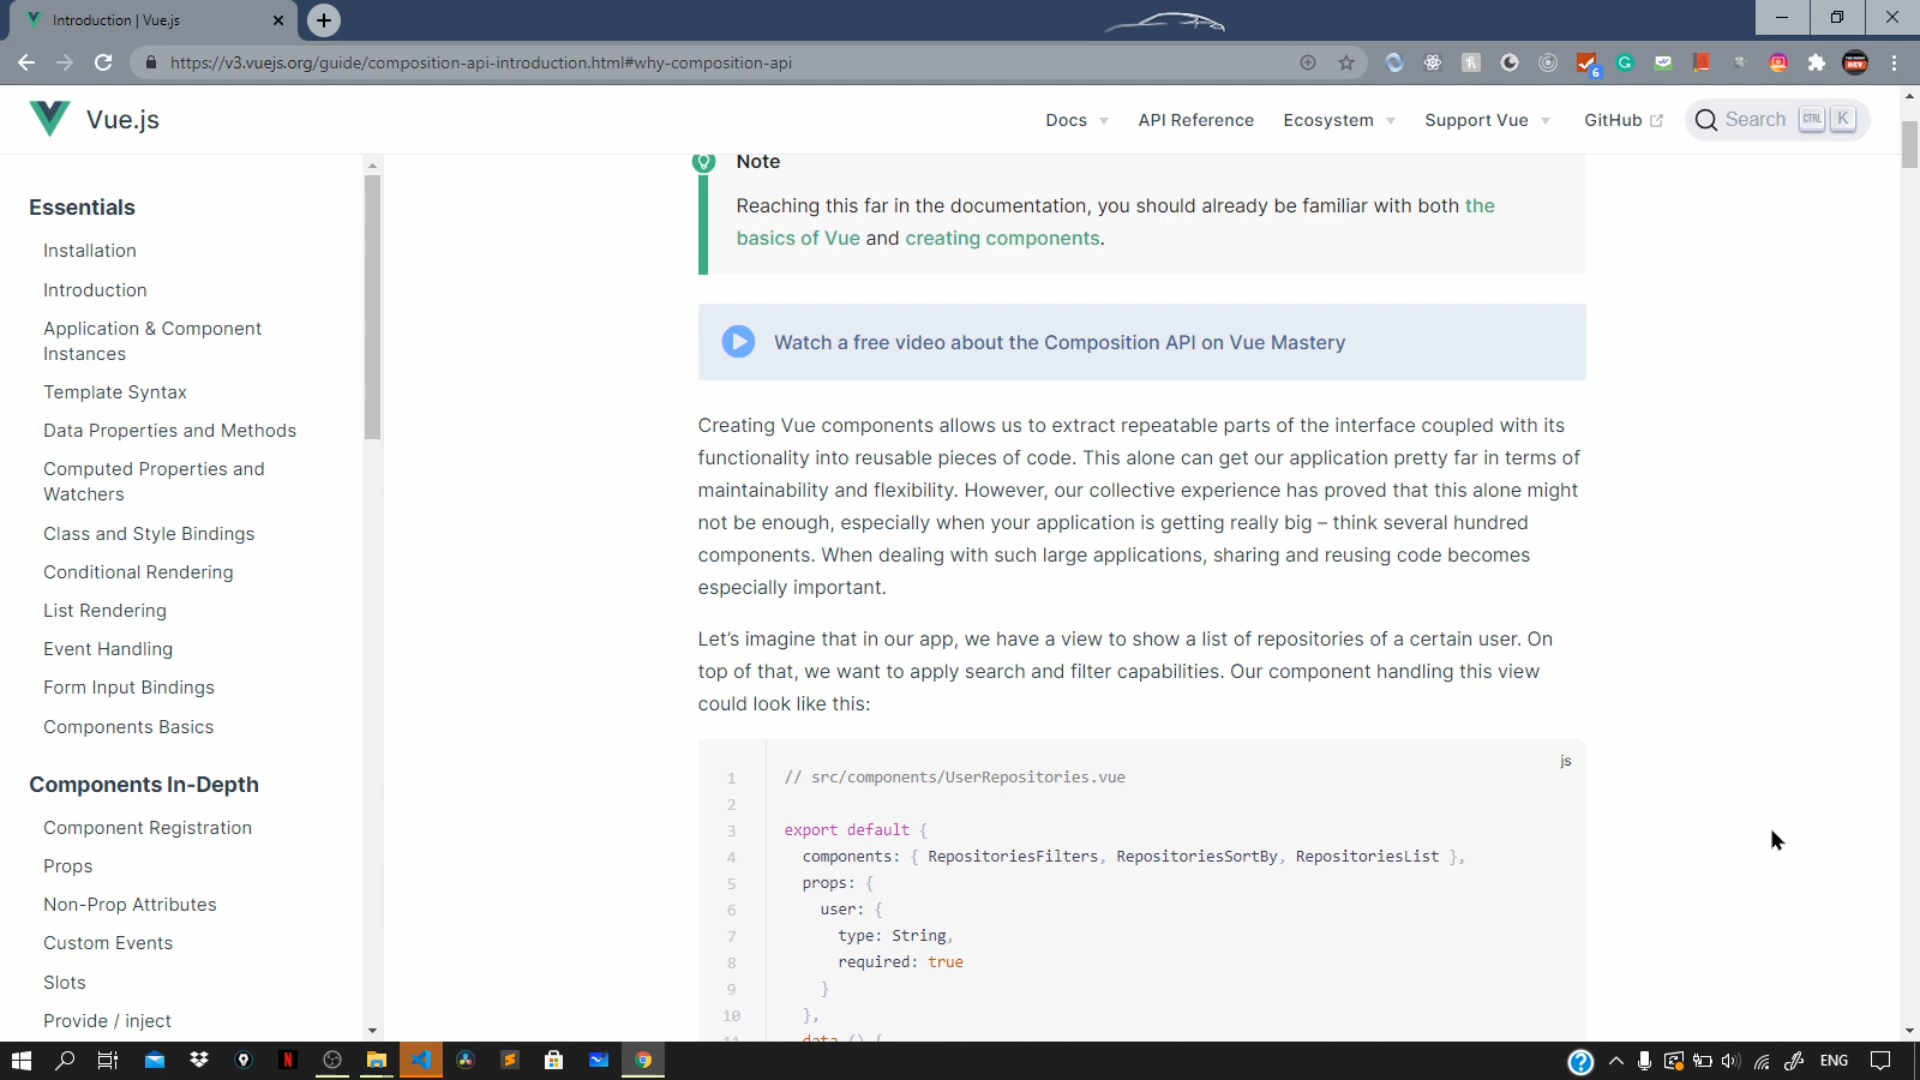 Introduction | Vue.js
https://v3.vuejs.org/guide/composition-api-introduction.html#why-composition-api
6
DEV
Vue.js
Docs
API Reference
Ecosystem
Support Vue
GitHub
Search
CTRL
K
Essentials
Installation
Introduction
Application & Component
Instances
Template Syntax
Data Properties and Methods
Computed Properties and
Watchers
Class and Style Bindings
Conditional Rendering
List Rendering
Event Handling
Form Input Bindings
Components Basics
Components In-Depth
Component Registration
Props
Non-Prop Attributes
Custom Events
Slots
Provide / inject
Note
Reaching this far in the documentation, you should already be familiar with both the
basics of Vue and creating components.
Watch a free video about the Composition API on Vue Mastery
Creating Vue components allows us to extract repeatable parts of the interface coupled with its
functionality into reusable pieces of code. This alone can get our application pretty far in terms of
maintainability and flexibility. However, our collective experience has proved that this alone might
not be enough, especially when your application is getting really big – think several hundred
components. When dealing with such large applications, sharing and reusing code becomes
especially important.
Let's imagine that in our app, we have a view to show a list of repositories of a certain user. On
top of that, we want to apply search and filter capabilities. Our component handling this view
could look like this:
js
1 // src/components/UserRepositories.vue
2
3 export default {
4 components: { RepositoriesFilters, RepositoriesSortBy, RepositoriesList },
5 props: {
6 user: {
7 type: String,
8 required: true
9 }
10 },
11 data () {
ENG